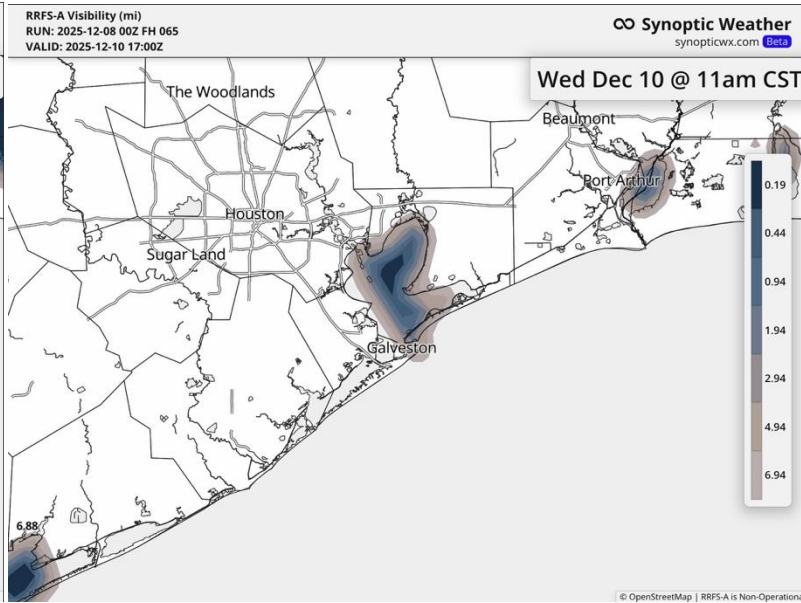 RRFS-A Visibility (mi)
RUN: 2025-12-08 00Z FH 065
VALID: 2025-12-10 17:00Z
Synoptic Weather
synopticwx.com Beta
Wed Dec 10 @ 11am CST
The Woodlands
Beaumont
Port Arthur
Houston
Sugar Land
Galveston
0.19
0.44
0.94
1.94
2.94
4.94
6.94
6.88
© OpenStreetMap | RRFS-A is Non-Operationa